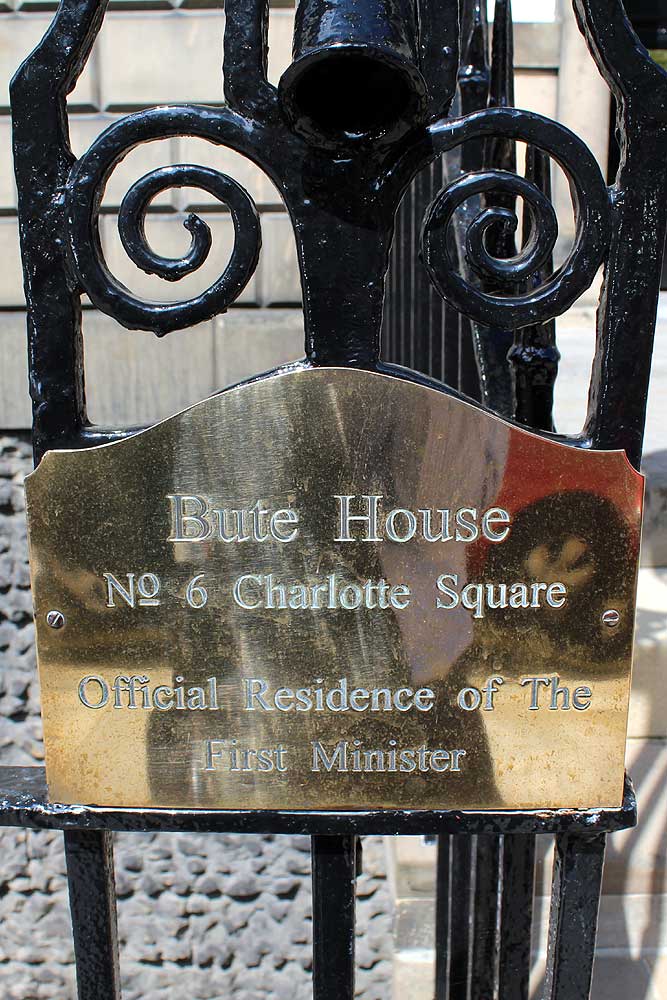 Bute House
Nº 6 Charlotte Square
Official Residence of The
First Minister